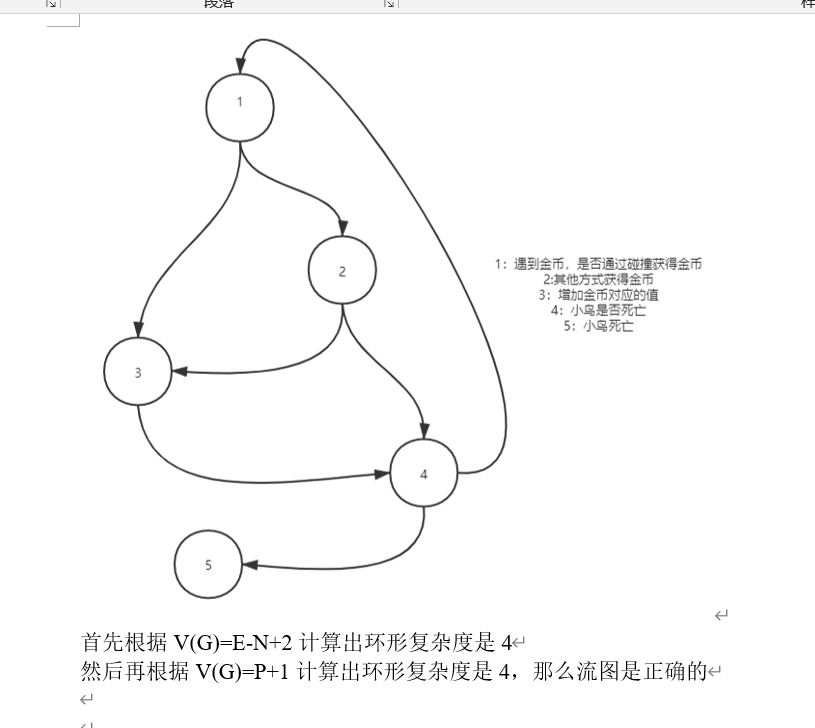 段落
样
1
2
3
4
5
1：遇到金币，是否通过碰撞获得金币
2:其他方式获得金币
3：增加金币对应的值
4：小鸟是否死亡
5：小鸟死亡
首先根据 V(G)=E-N+2 计算出环形复杂度是 4
然后再根据 V(G)=P+1 计算出环形复杂度是 4，那么流图是正确的